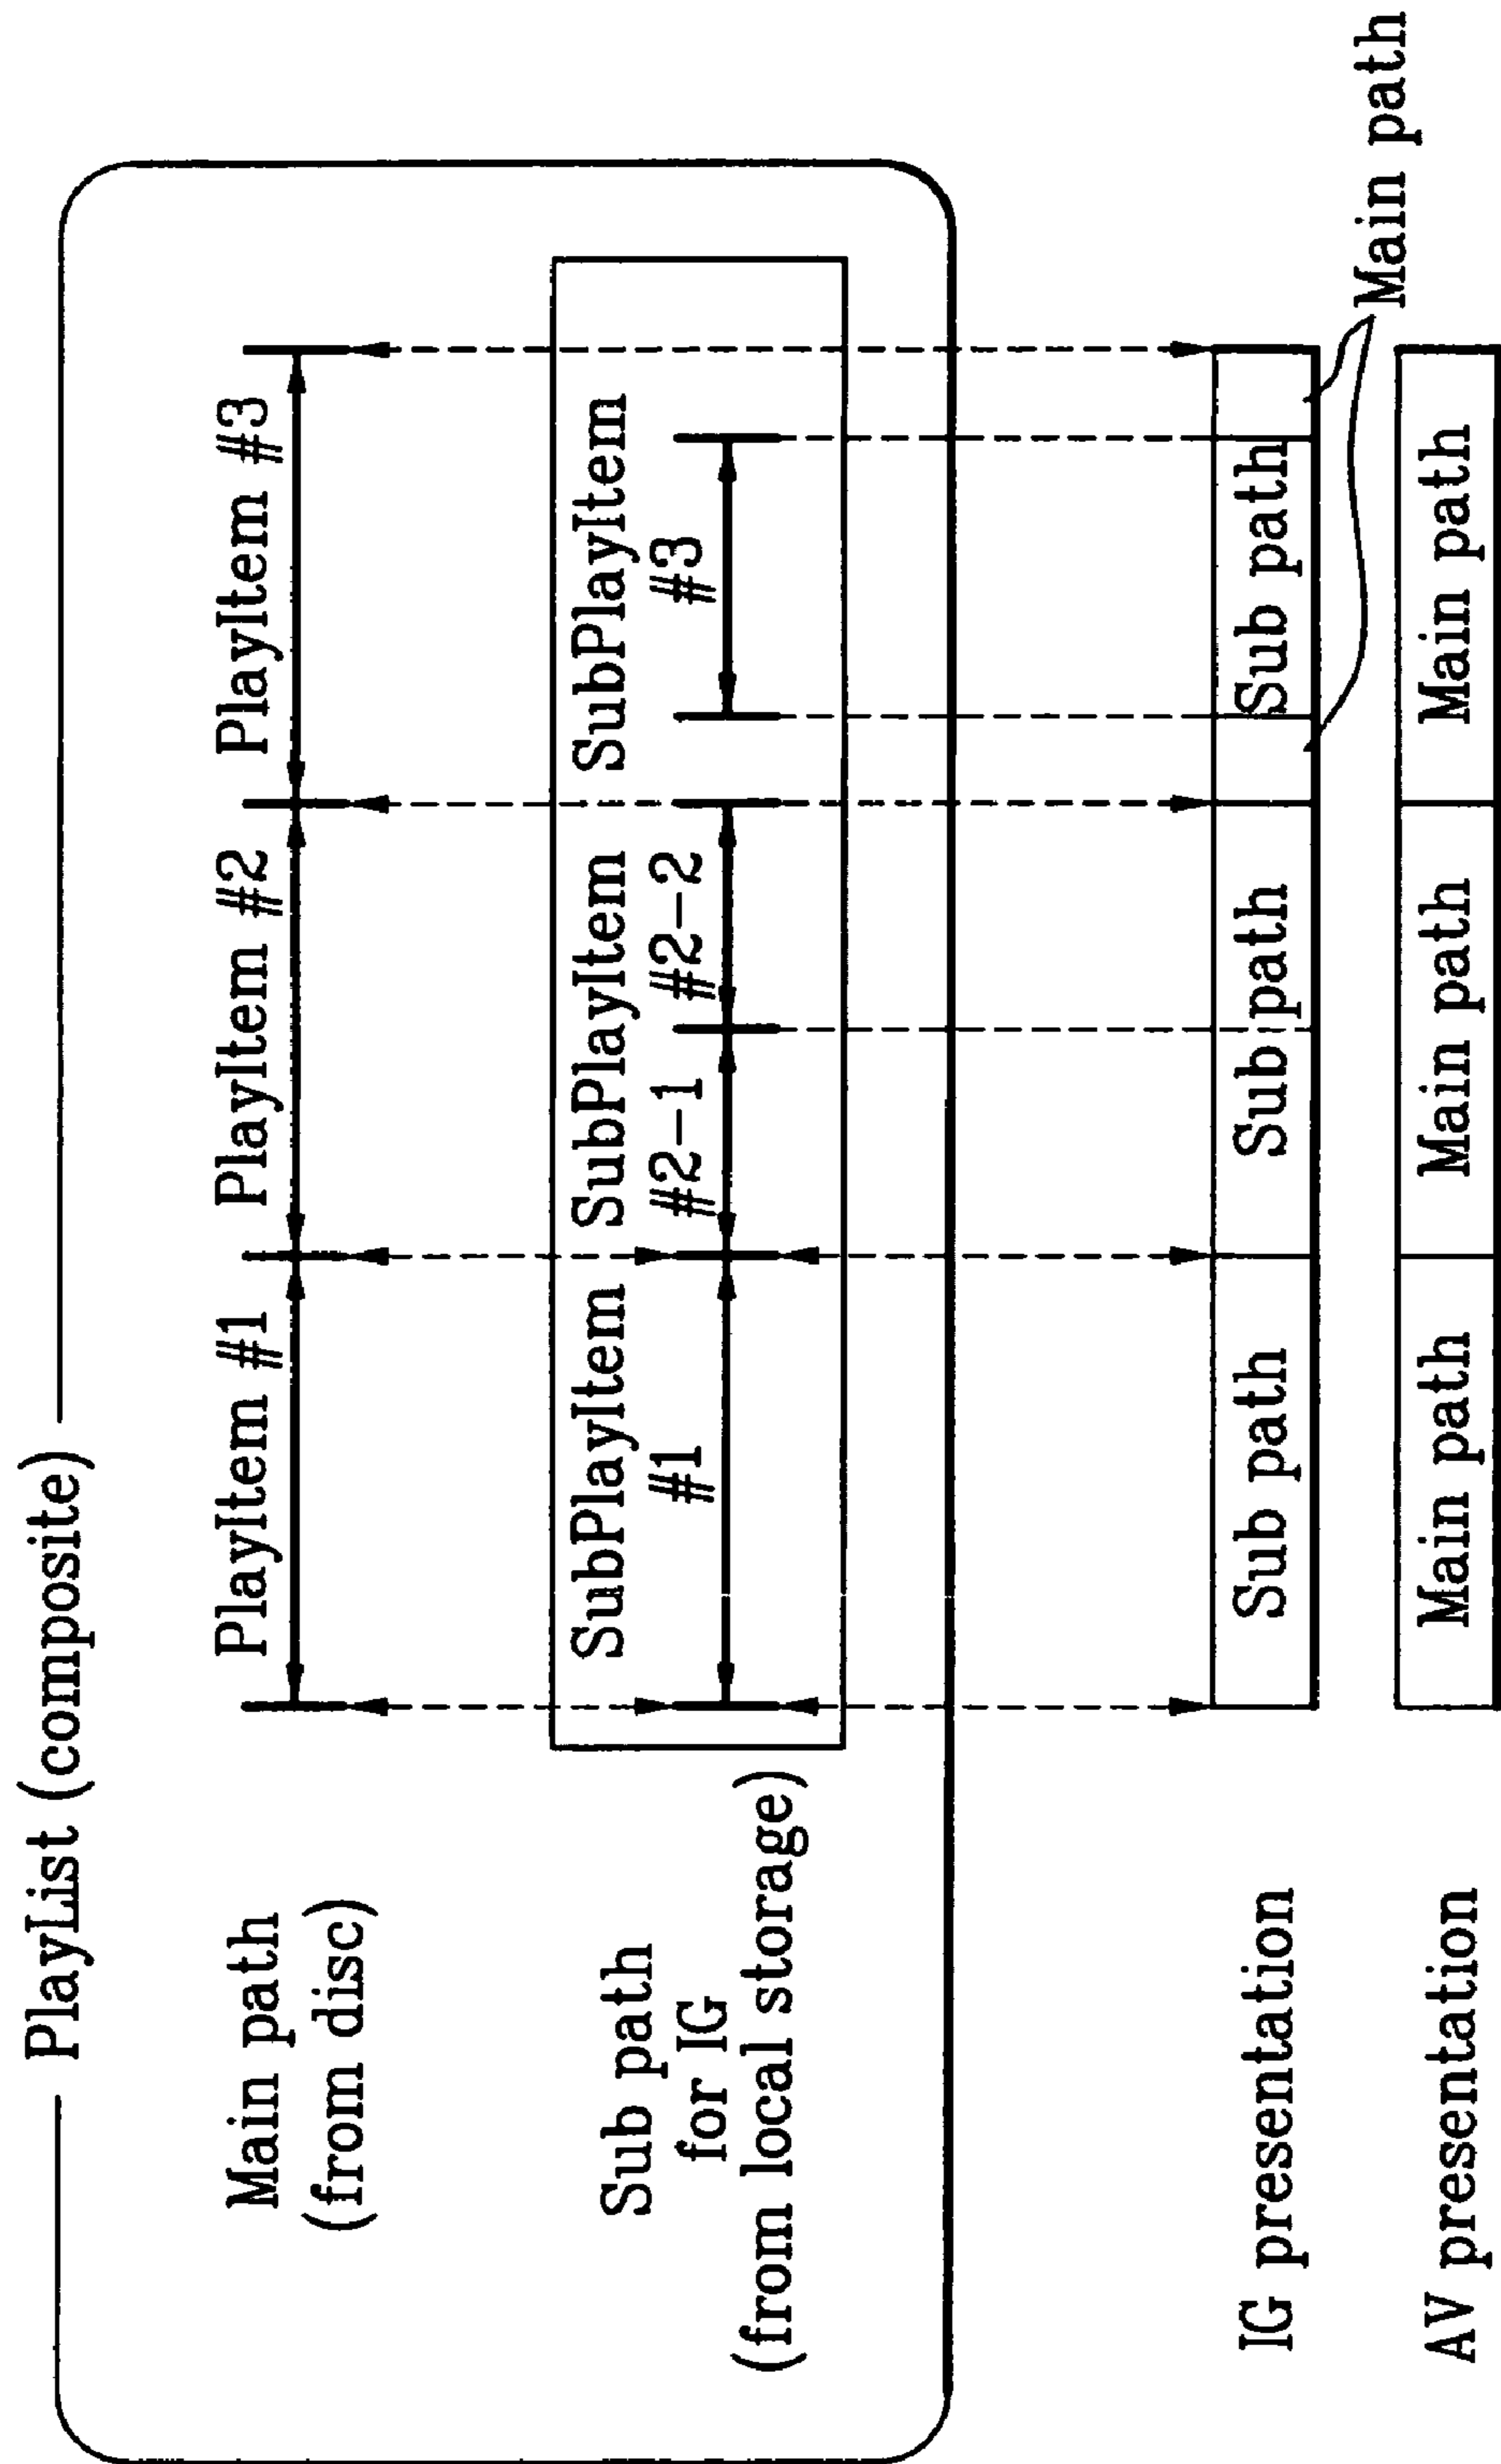 PlayList (composite)
Main path
(from disc)
PlayItem #1
PlayItem #2
PlayItem #3
Sub path
for IG
(from local storage)
SubPlayItem
#1
SubPlayItem
#2-1 #2-2
SubPlayItem
#3
IG presentation
Sub path
Sub path
Sub path
Main path
AV presentation
Main path
Main path
Main path